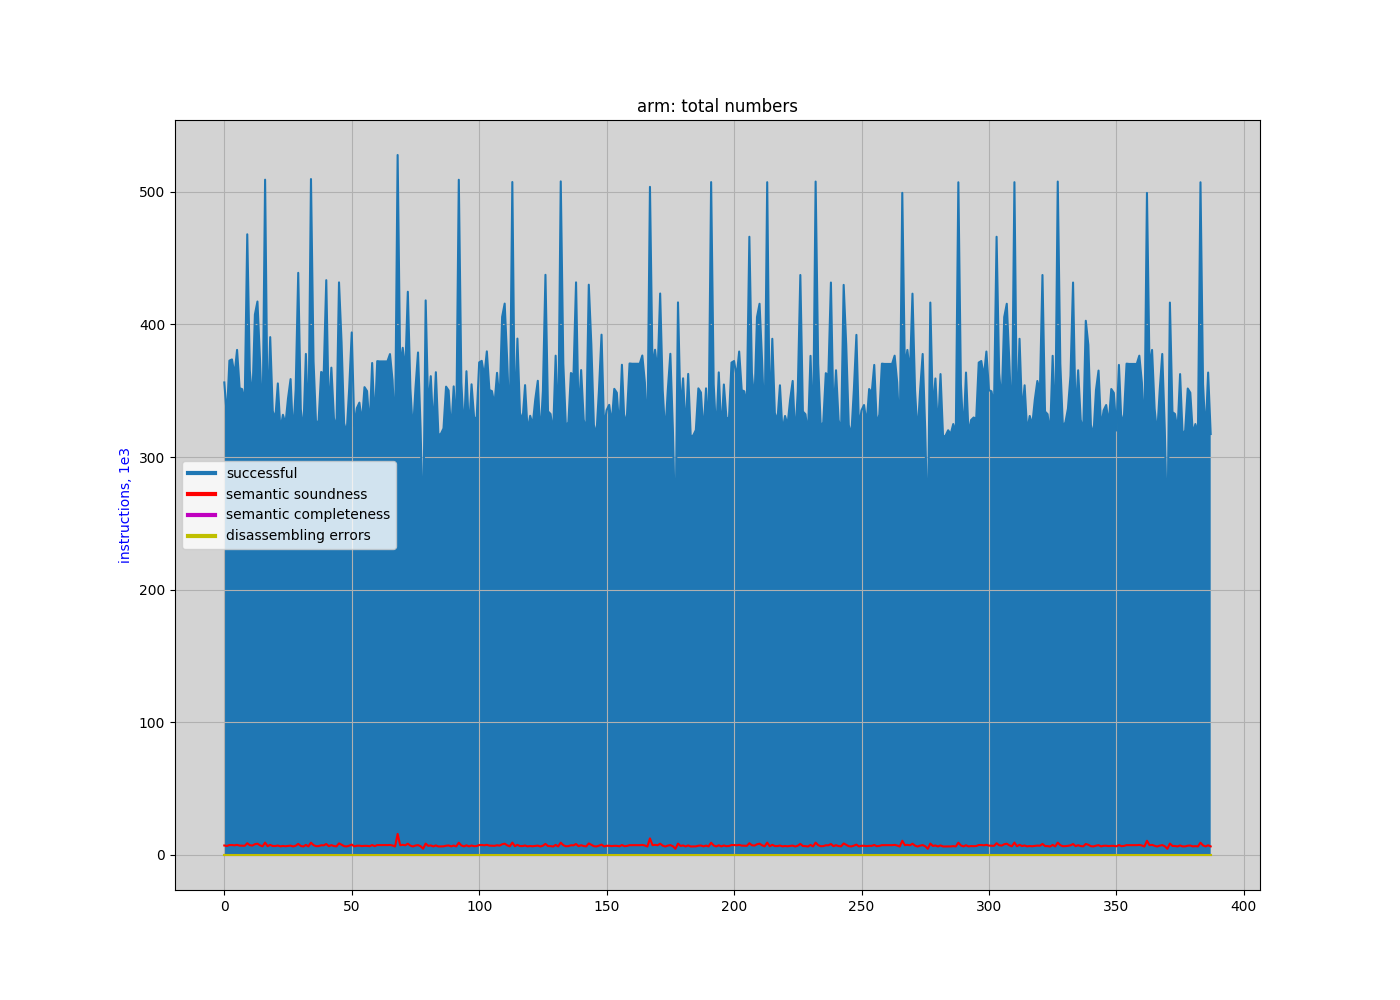 arm: total numbers
500
400
300
200
100
0
instructions, 1e3
successful
semantic soundness
semantic completeness
disassembling errors
0 50 100 150 200 250 300 350 400